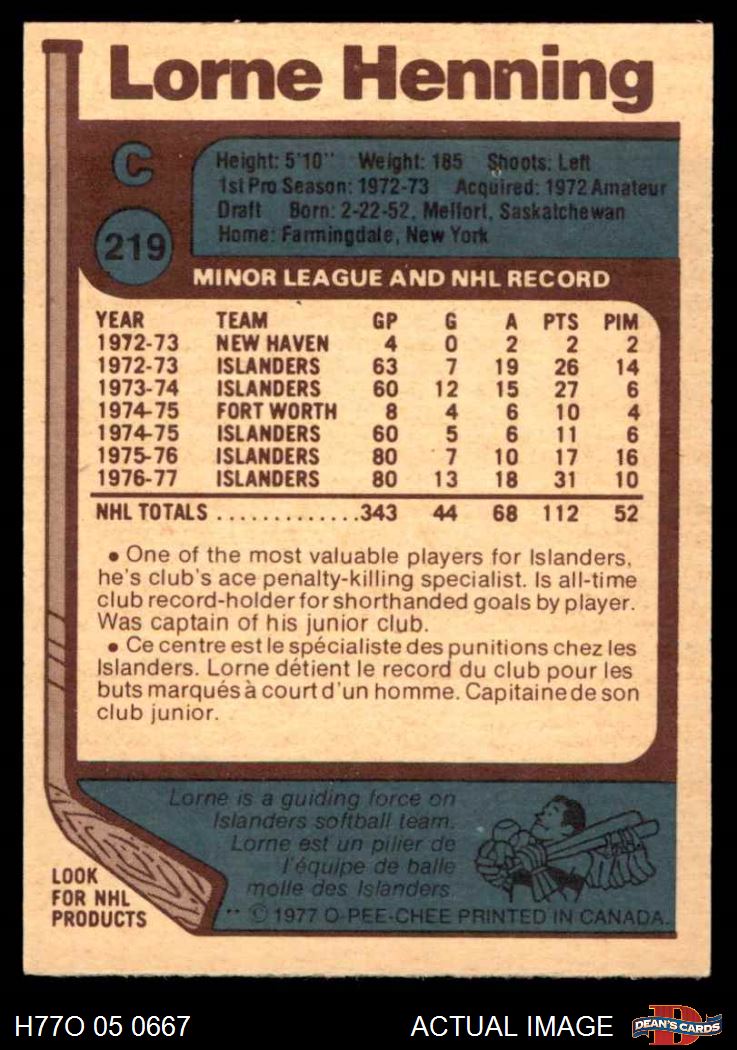 Lorne Henning
C
219
Height: 5'10" Weight: 185 Shoots: Left
1st Pro Season: 1972-73 Acquired: 1972 Amateur
Draft Born: 2-22-52, Melfort, Saskatchewan
Home: Farmingdale, New York
MINOR LEAGUE AND NHL RECORD
YEAR TEAM GP G A PTS PIM
1972-73 NEW HAVEN 4 0 2 2 2
1972-73 ISLANDERS 63 7 19 26 14
1973-74 ISLANDERS 60 12 15 27 6
1974-75 FORT WORTH 8 4 6 10 4
1974-75 ISLANDERS 60 5 6 11 6
1975-76 ISLANDERS 80 7 10 17 16
1976-77 ISLANDERS 80 13 18 31 10
NHL TOTALS .............343 44 68 112 52
• One of the most valuable players for Islanders,
he's club's ace penalty-killing specialist. Is all-time
club record-holder for shorthanded goals by player.
Was captain of his junior club.
• Ce centre est le spécialiste des punitions chez les
Islanders. Lorne détient le record du club pour les
buts marqués à court d'un homme. Capitaine de son
club junior.
Lorne is a guiding force on
Islanders softball team.
Lorne est un pilier de
l'équipe de balle
molle des Islanders.
LOOK
FOR NHL
PRODUCTS
** © 1977 O-PEE-CHEE PRINTED IN CANADA.
H77O 05 0667
ACTUAL IMAGE
DEAN'S CARDS